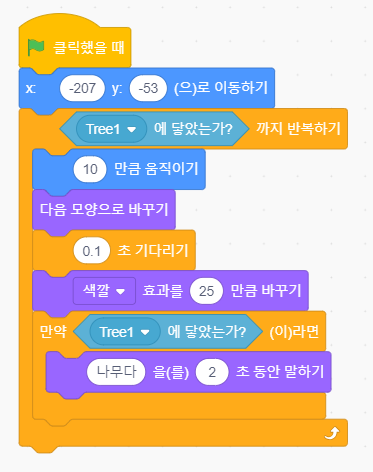 클릭했을 때
x: -207 y: -53 (으)로 이동하기
Tree1 에 닿았는가? 까지 반복하기
10 만큼 움직이기
다음 모양으로 바꾸기
0.1 초 기다리기
색깔 효과를 25 만큼 바꾸기
만약 Tree1 에 닿았는가? (이)라면
나무다 을(를) 2 초 동안 말하기